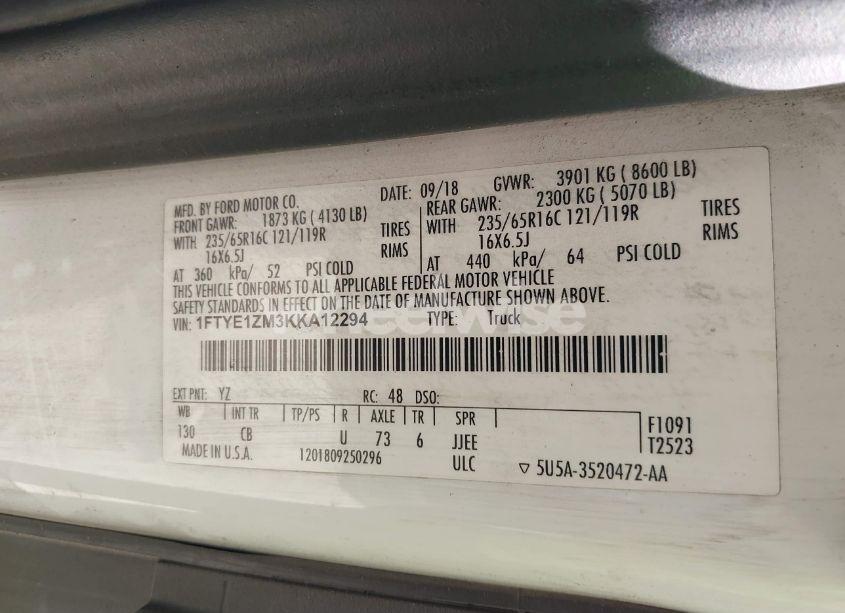 MFD. BY FORD MOTOR CO. DATE: 09/18 GVWR: 3901 KG ( 8600 LB)
FRONT GAWR: 1873 KG ( 4130 LB) REAR GAWR: 2300 KG ( 5070 LB)
WITH 235/65R16C 121/119R TIRES WITH 235/65R16C 121/119R TIRES
16X6.5J RIMS 16X6.5J RIMS
AT 360 kPa/ 52 PSI COLD AT 440 kPa/ 64 PSI COLD
THIS VEHICLE CONFORMS TO ALL APPLICABLE FEDERAL MOTOR VEHICLE
SAFETY STANDARDS IN EFFECT ON THE DATE OF MANUFACTURE SHOWN ABOVE.
VIN: 1FTYE1ZM3KKA12294 TYPE: Truck
EXT PNT: YZ RC: 48 DSO:
WB INT TR TP/PS R AXLE TR SPR F1091
130 CB U 73 6 JJEE T2523
MADE IN U.S.A. 1201809250296 ULC ▽ 5U5A-3520472-AA